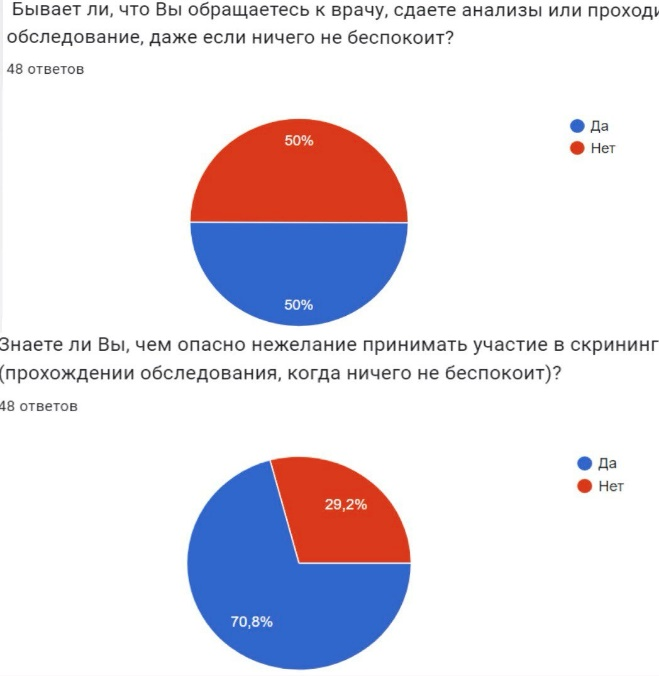 Бывает ли, что Вы обращаетесь к врачу, сдаете анализы или проходи
обследование, даже если ничего не беспокоит?
48 ответов
50%
Да
Нет
50%
Знаете ли Вы, чем опасно нежелание принимать участие в скрининг
(прохождении обследования, когда ничего не беспокоит)?
48 ответов
Да
Нет
29,2%
70,8%